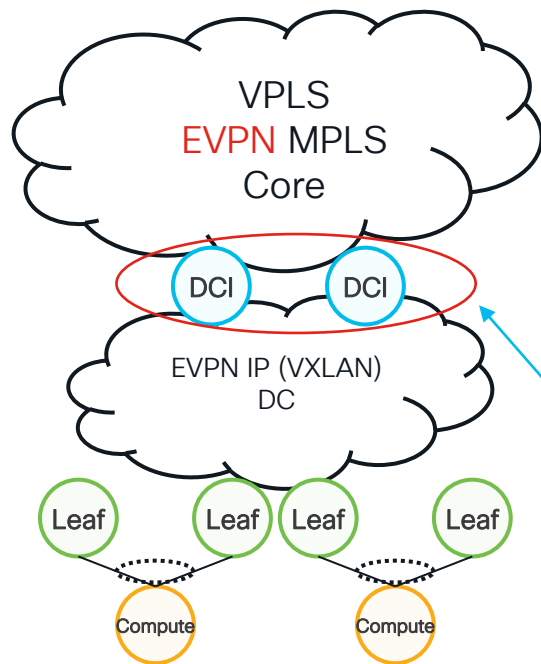 VPLS
EVPN MPLS
Core
DCI
DCI
EVPN IP (VXLAN)
DC
Leaf
Leaf
Leaf
Leaf
Compute
Compute